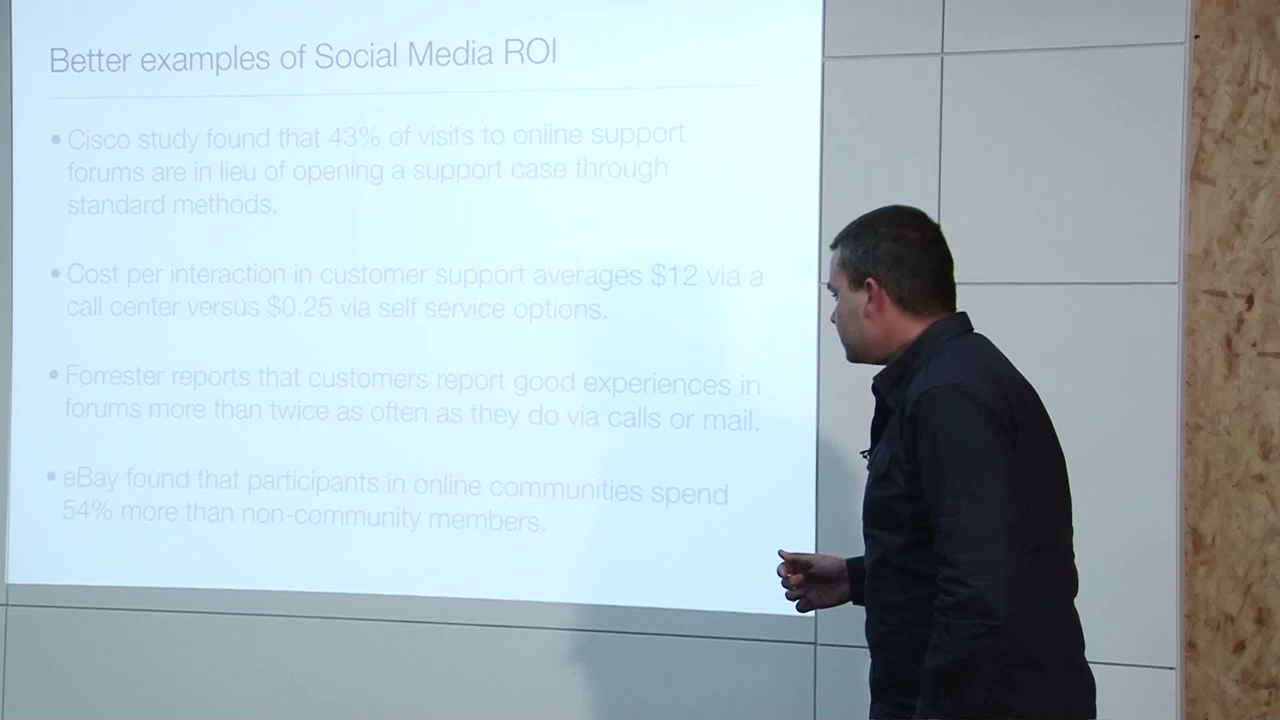 Better examples of Social Media ROI
• Cisco study found that 43% of visits to online support
forums are in lieu of opening a support case through
standard methods.
• Cost per interaction in customer support averages $12 via a
call center versus $0.25 via self service options.
• Forrester reports that customers report good experiences in
forums more than twice as often as they do via calls or mail.
• eBay found that participants in online communities spend
54% more than non-community members.